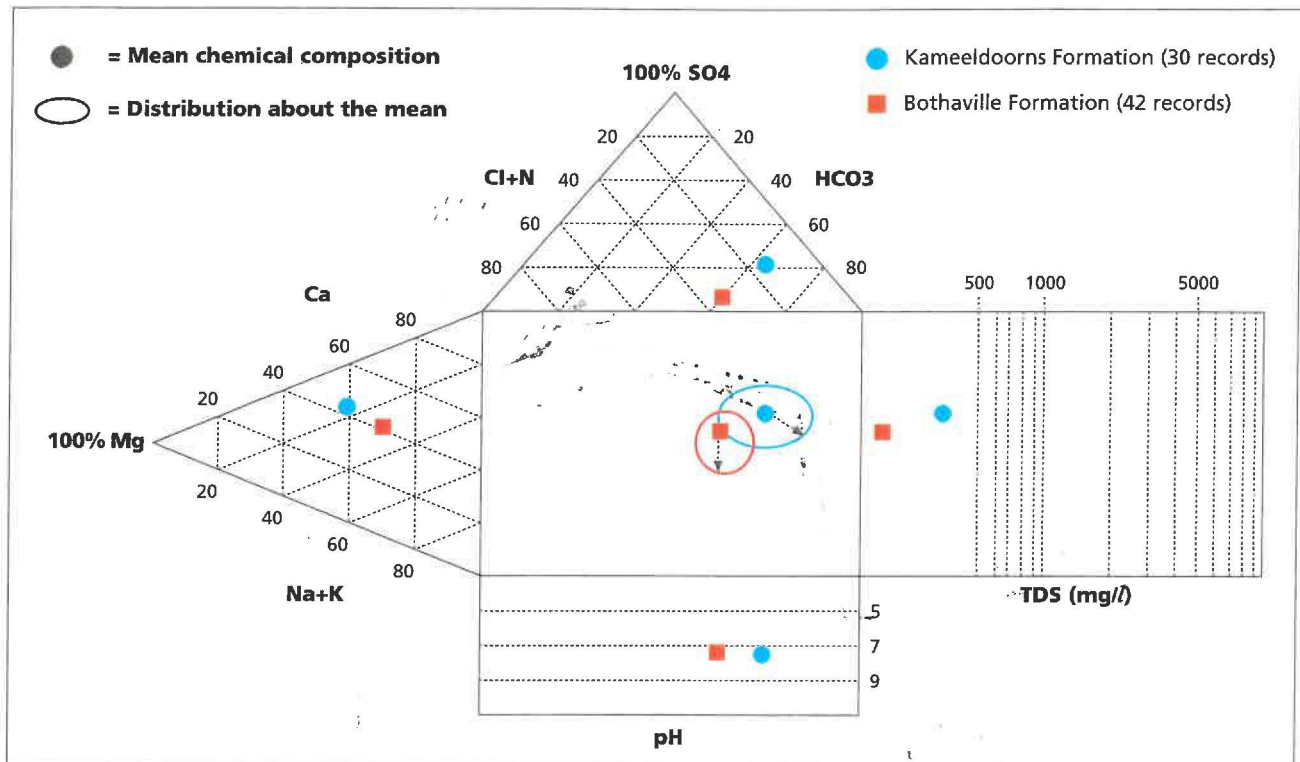 = Mean chemical composition
= Distribution about the mean
Kameeldoorns Formation (30 records)
Bothaville Formation (42 records)
100% SO4
20 20
Cl+N 40 40 HCO3
60 60
80 80
500 1000 5000
Ca
80
60
40
20
100% Mg
20
40
60
80
Na+K
TDS (mg/l)
5
7
9
pH